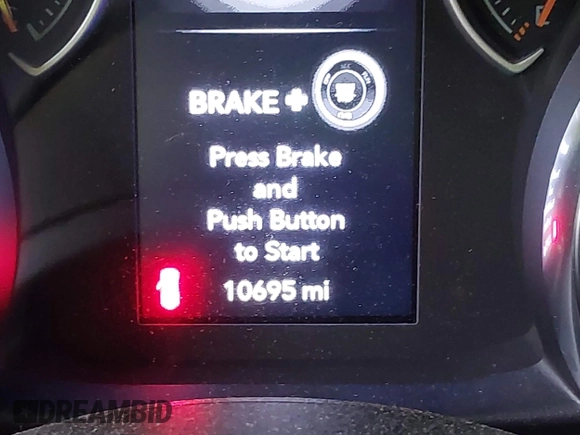 BRAKE +
Press Brake
and
Push Button
to Start
10695 mi
DREAMBID